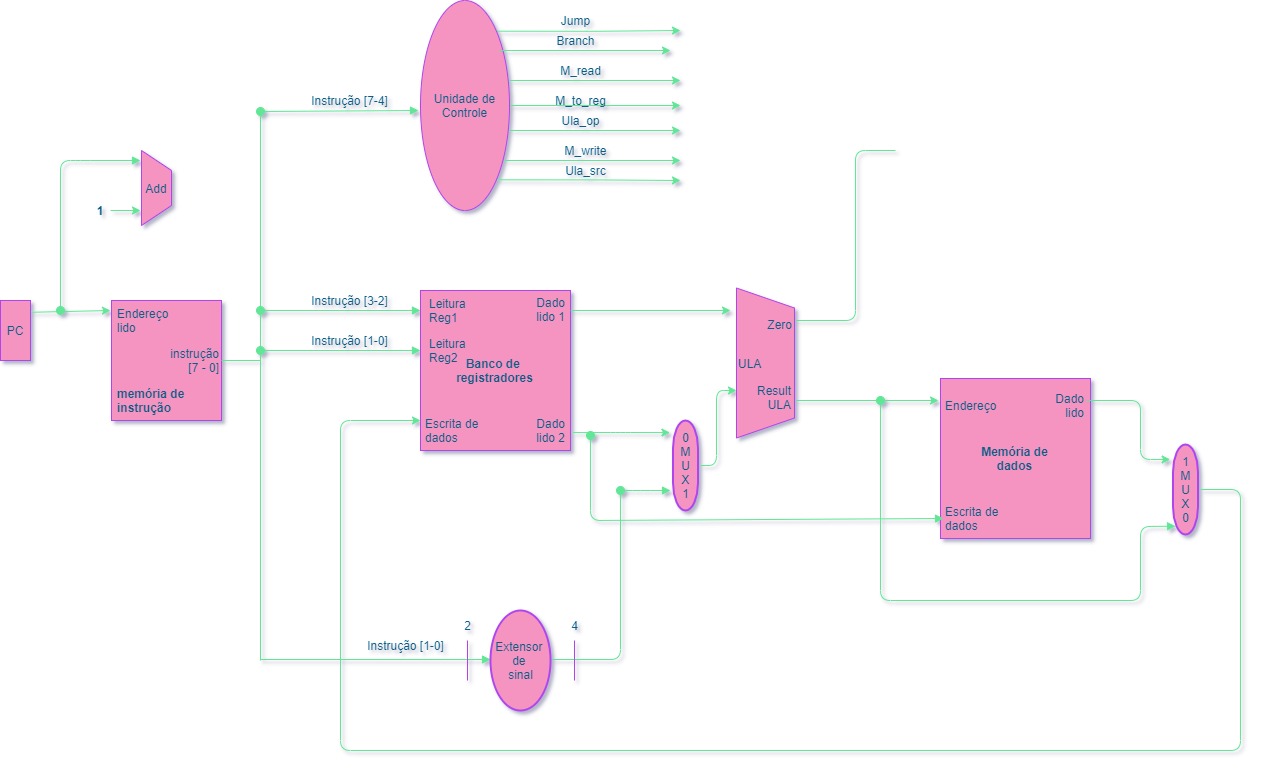 Jump
Branch
M_read
M_to_reg
Ula_op
M_write
Ula_src
Instrução [7-4]
Unidade de
Controle
Add
1
PC
Endereço
lido
instrução
[7 - 0]
memória de
instrução
Instrução [3-2]
Instrução [1-0]
Leitura
Reg1
Dado
lido 1
Leitura
Reg2
Banco de
registradores
Escrita de
dados
Dado
lido 2
0
M
U
X
1
Zero
ULA
Result
ULA
Endereço
Dado
lido
Memória de
dados
Escrita de
dados
1
M
U
X
0
Instrução [1-0]
2
Extensor
de
sinal
4